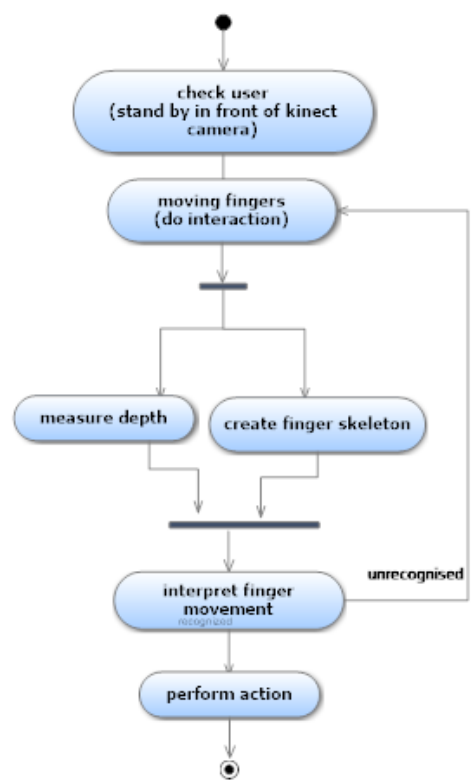 check user
(stand by in front of kinect
camera)
moving fingers
(do interaction)
measure depth
create finger skeleton
unrecognised
interpret finger
movement
recognized
perform action